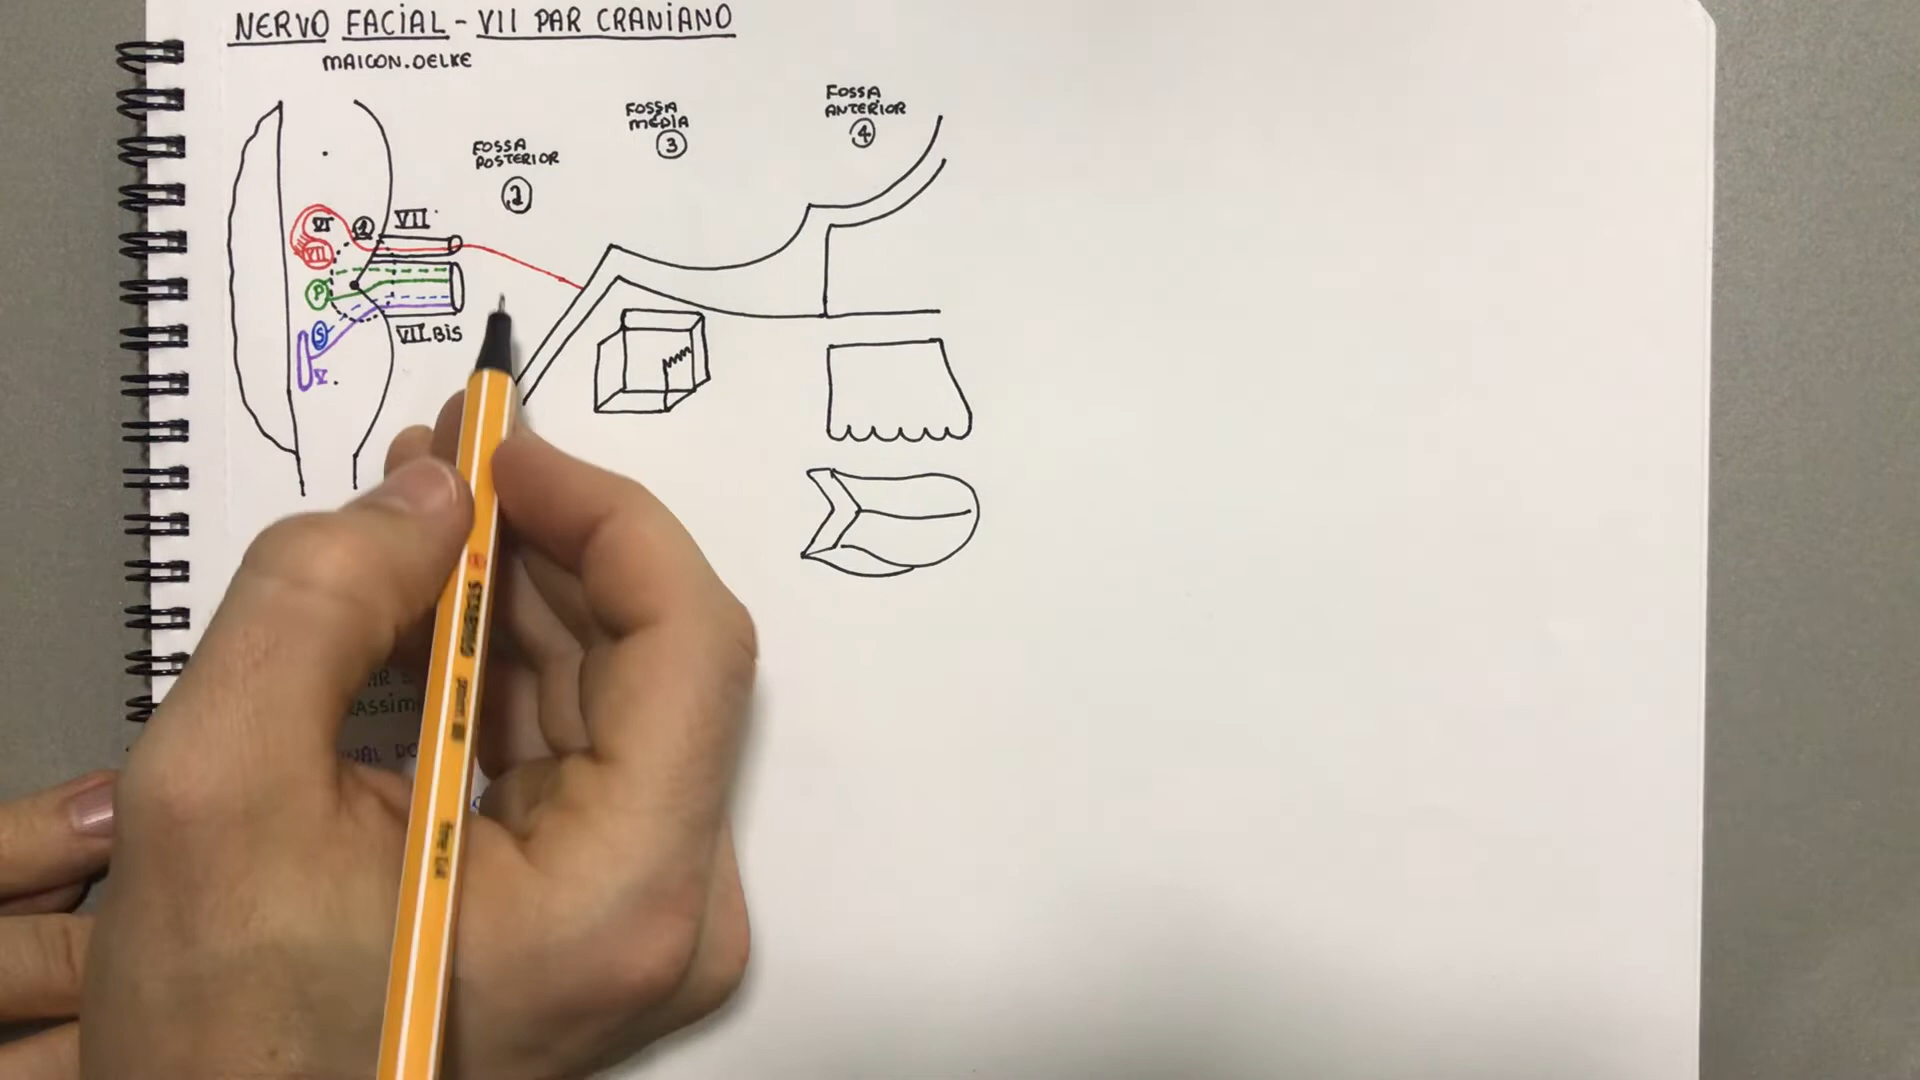 NERVO FACIAL - VII PAR CRANIANO
MAICON.OELKE
FOSSA
ANTERIOR
4
FOSSA
MÉDIA
3
FOSSA
POSTERIOR
2
VI
1
VII
VII
P
S
VII BIS
V
STABILO